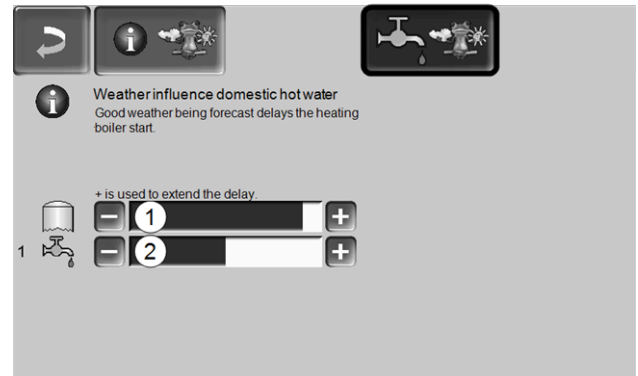 i
i
Weather influence domestic hot water
Good weather being forecast delays the heating
boiler start.
+ is used to extend the delay.
− 1 +
1 − 2 +